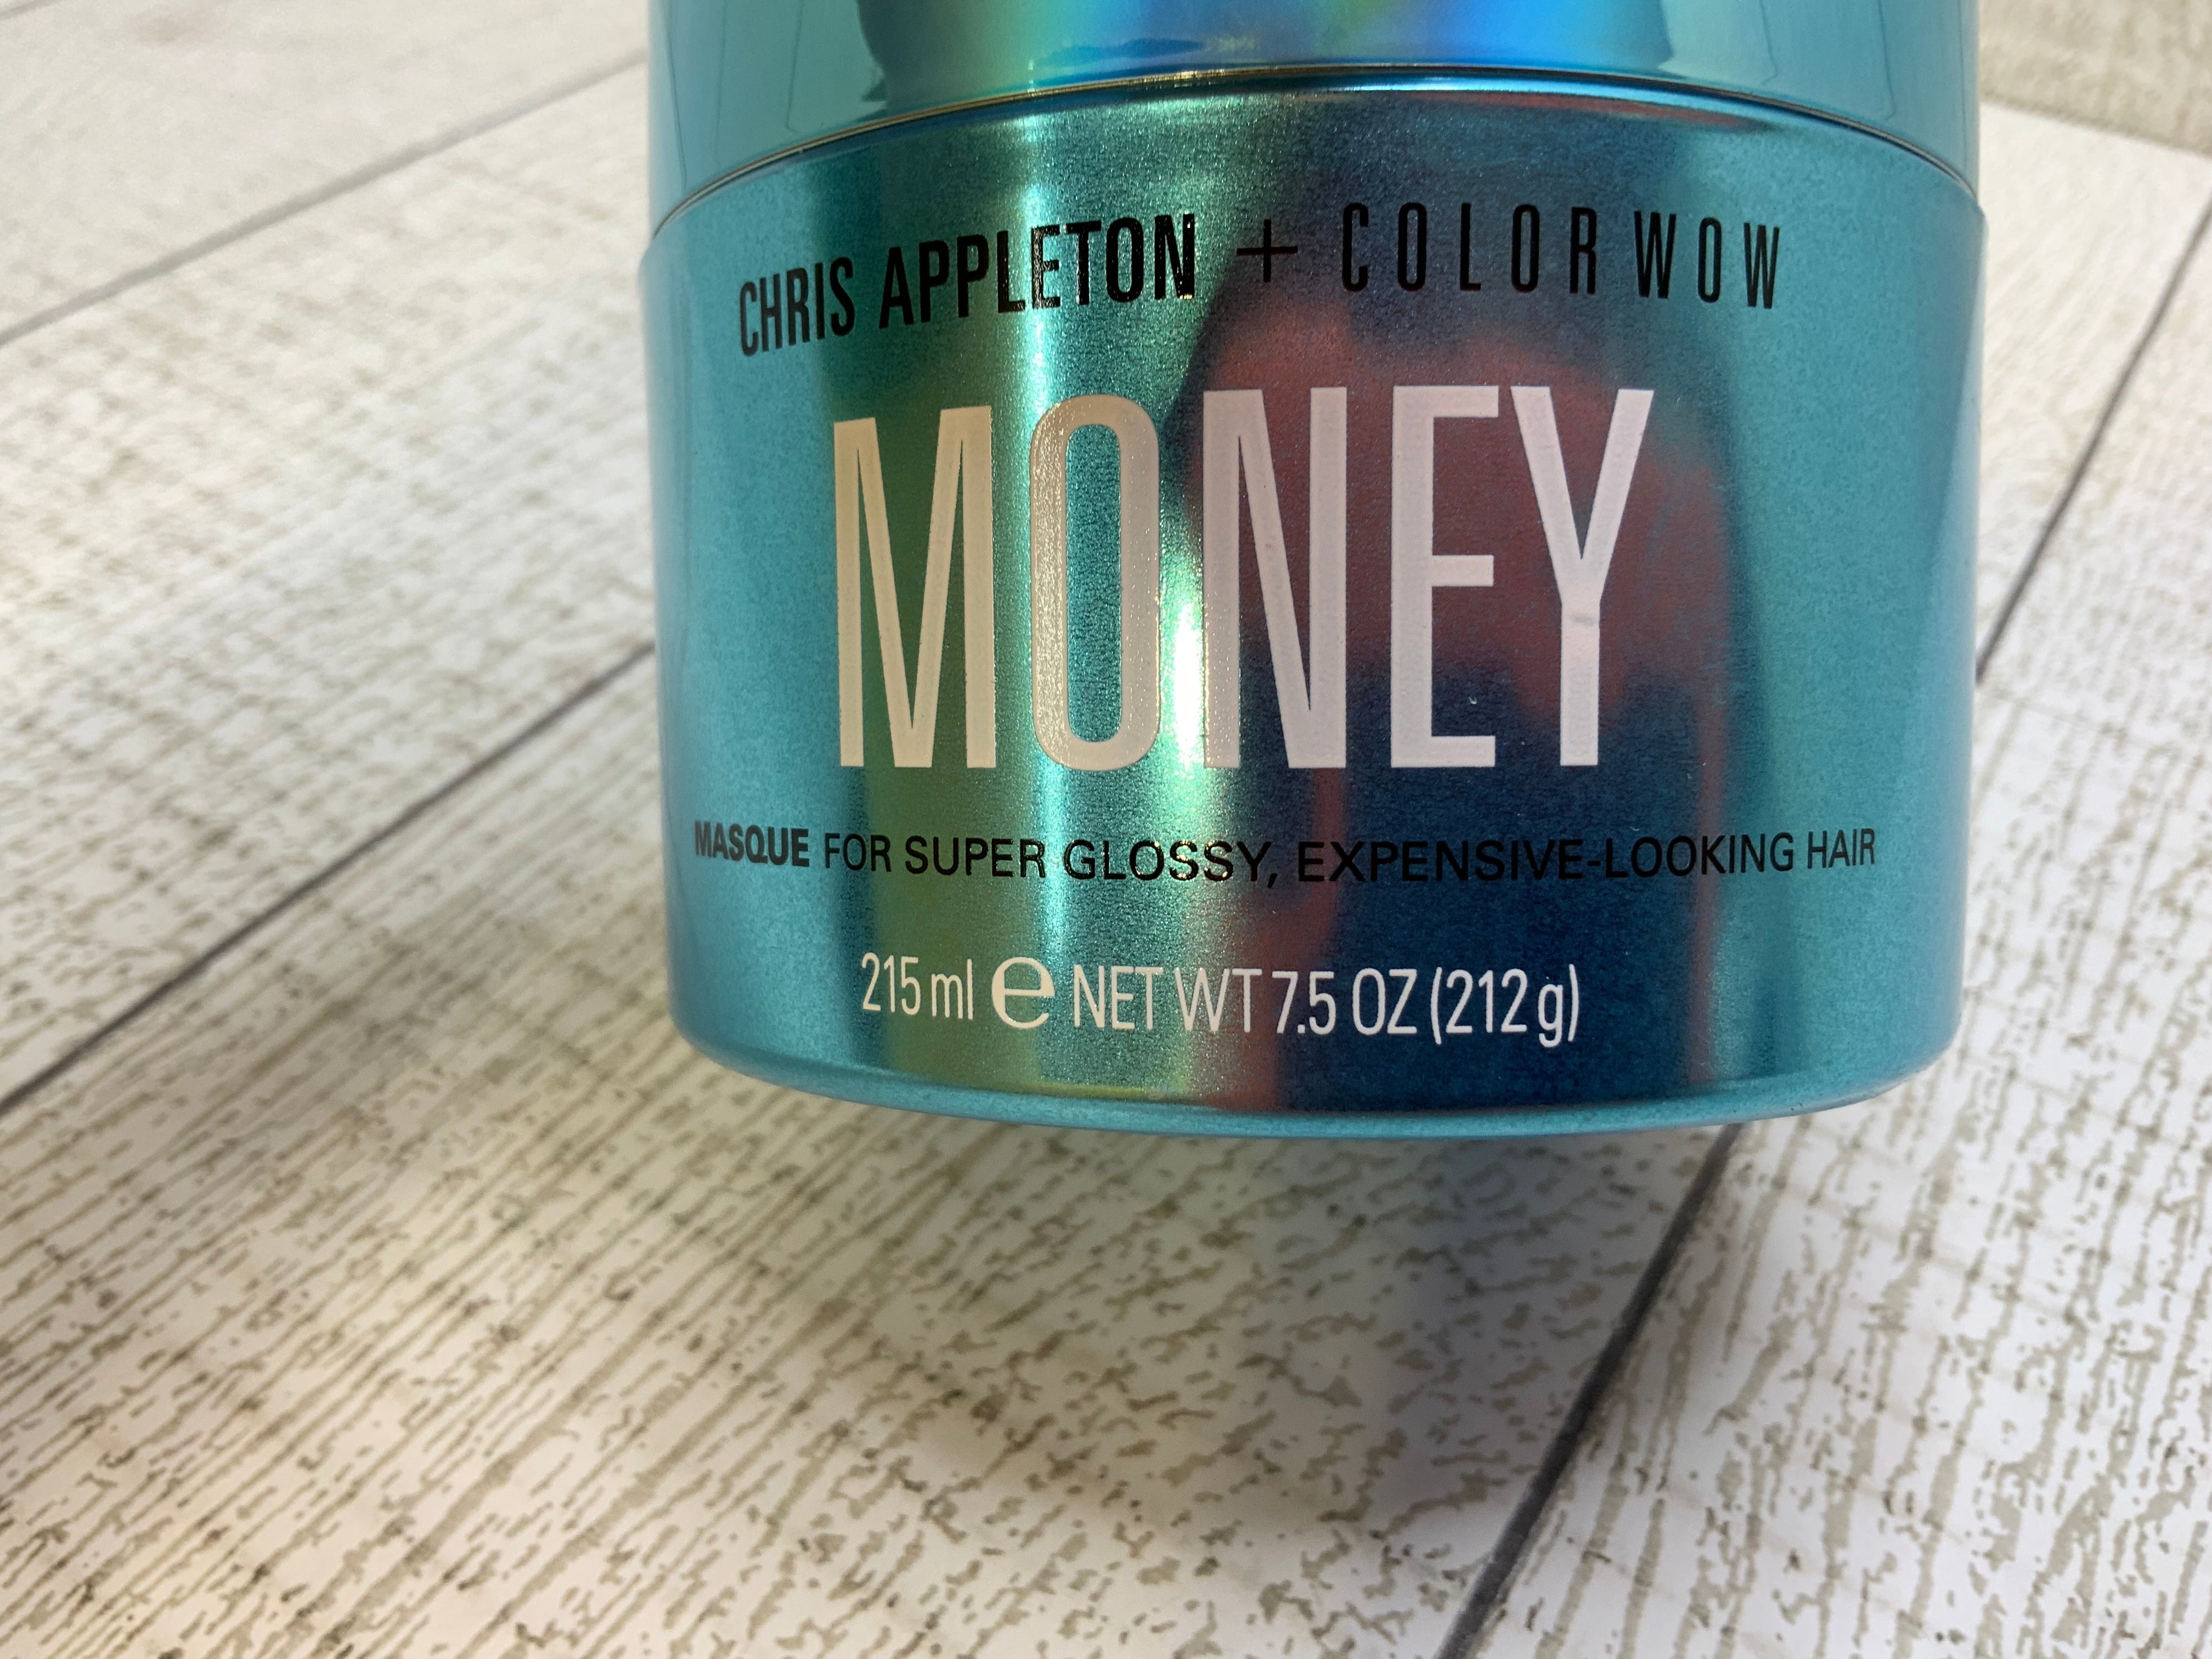 CHRIS APPLETON + COLOR WOW
MONEY
MASQUE FOR SUPER GLOSSY, EXPENSIVE-LOOKING HAIR
215 ml e NET WT 7.5 OZ (212 g)